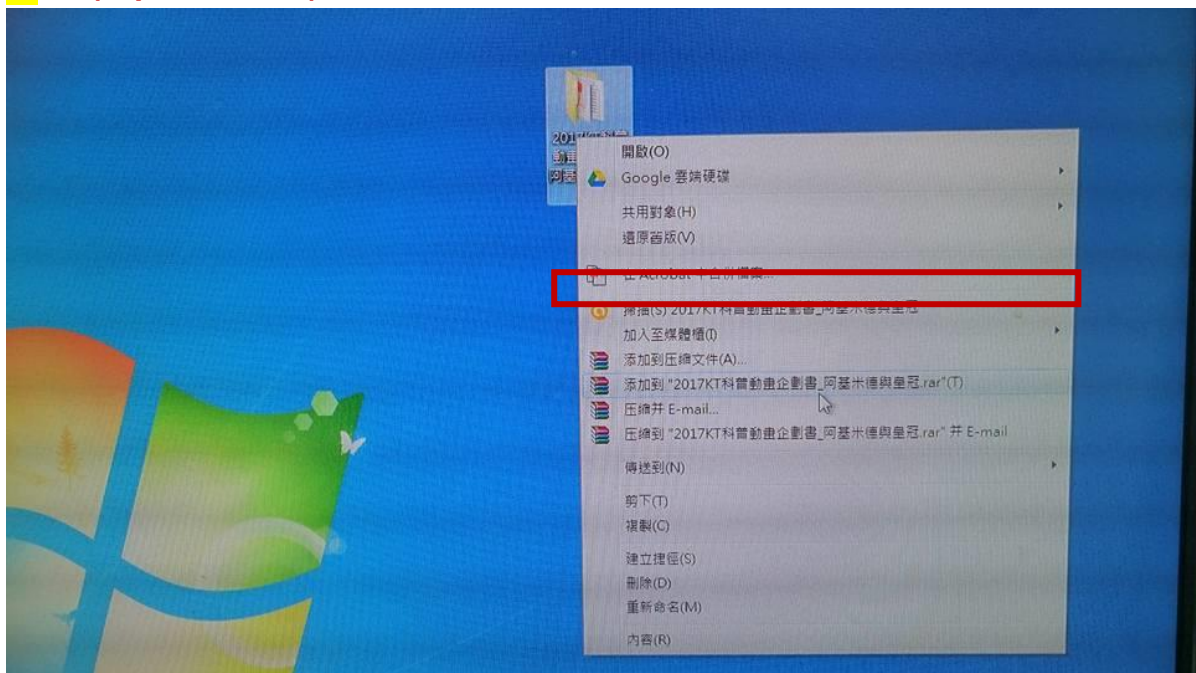 201
動畫
阿基
開啟(O)
Google 雲端硬碟
共用對象(H)
還原舊版(V)
在 Acrobat 中合併檔案...
掃描(S) 2017KT科普動畫企劃書_阿基米德與皇冠
加入至媒體櫃(I)
添加到压缩文件(A)...
添加到 "2017KT科普動畫企劃書_阿基米德與皇冠.rar"(T)
压缩并 E-mail...
压缩到 "2017KT科普動畫企劃書_阿基米德與皇冠.rar" 并 E-mail
傳送到(N)
剪下(T)
複製(C)
建立捷徑(S)
刪除(D)
重新命名(M)
內容(R)